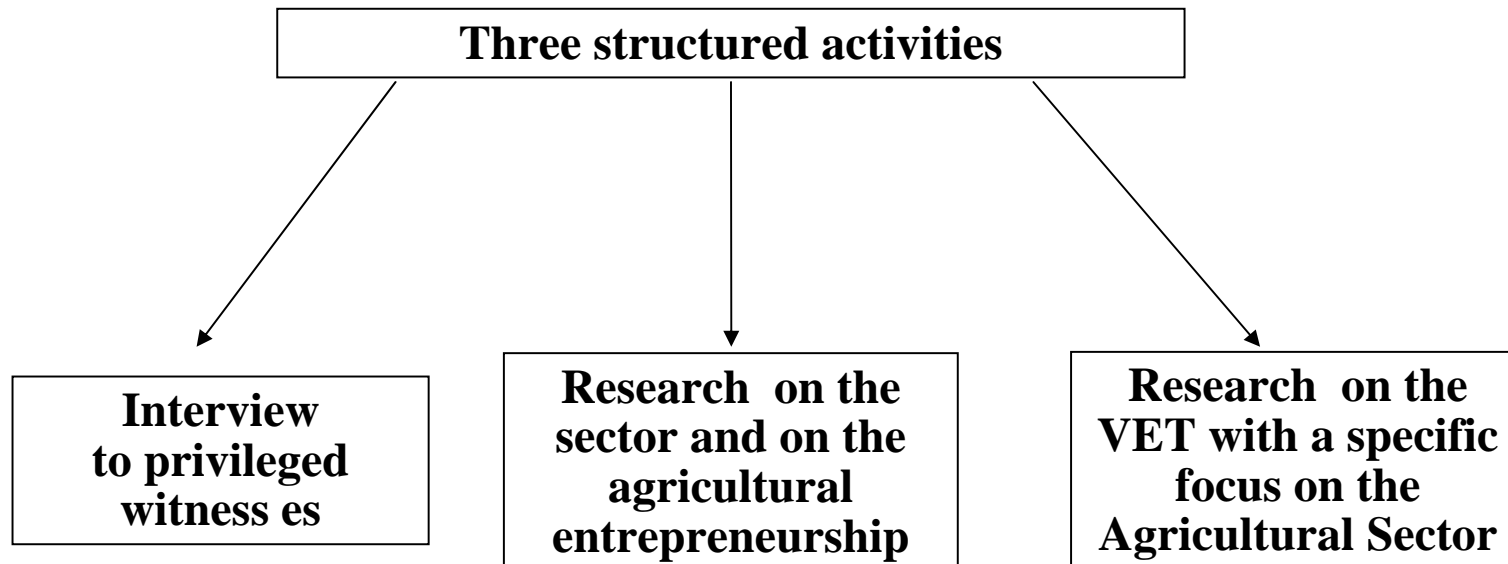 Three structured activities
Interview
to privileged
witness es
Research on the
sector and on the
agricultural
entrepreneurship
Research on the
VET with a specific
focus on the
Agricultural Sector